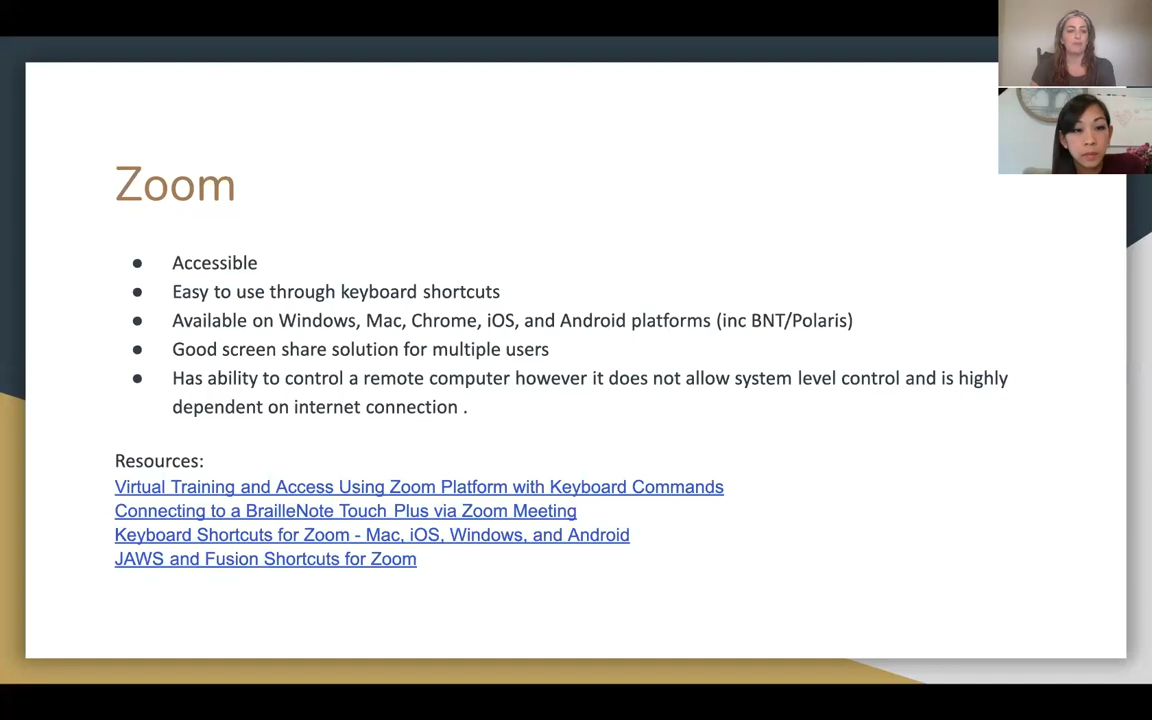 Zoom
● Accessible
● Easy to use through keyboard shortcuts
● Available on Windows, Mac, Chrome, iOS, and Android platforms (inc BNT/Polaris)
● Good screen share solution for multiple users
● Has ability to control a remote computer however it does not allow system level control and is highly
dependent on internet connection .
Resources:
Virtual Training and Access Using Zoom Platform with Keyboard Commands
Connecting to a BrailleNote Touch Plus via Zoom Meeting
Keyboard Shortcuts for Zoom - Mac, iOS, Windows, and Android
JAWS and Fusion Shortcuts for Zoom